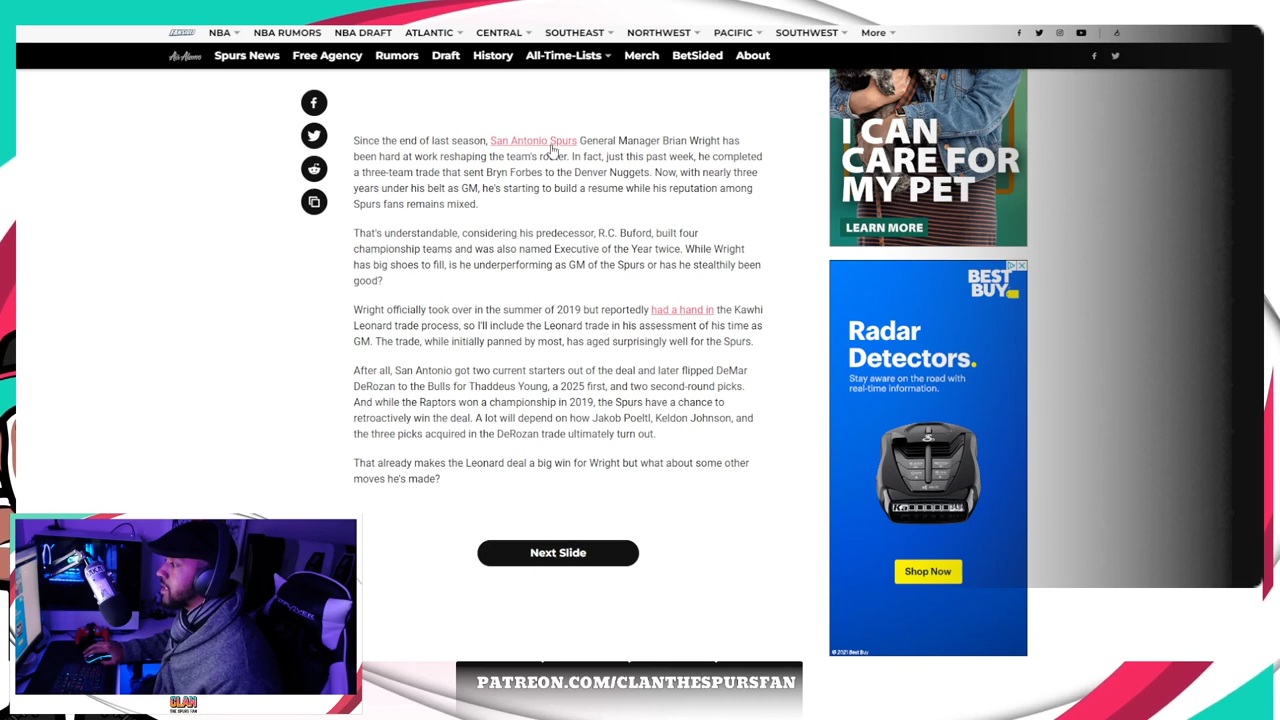 FANSIDED NBA NBA RUMORS NBA DRAFT ATLANTIC CENTRAL SOUTHEAST NORTHWEST PACIFIC SOUTHWEST More
Air Alamo Spurs News Free Agency Rumors Draft History All-Time-Lists Merch BetSided About
Since the end of last season, San Antonio Spurs General Manager Brian Wright has
been hard at work reshaping the team's roster. In fact, just this past week, he completed
a three-team trade that sent Bryn Forbes to the Denver Nuggets. Now, with nearly three
years under his belt as GM, he's starting to build a resume while his reputation among
Spurs fans remains mixed.
That's understandable, considering his predecessor, R.C. Buford, built four
championship teams and was also named Executive of the Year twice. While Wright
has big shoes to fill, is he underperforming as GM of the Spurs or has he stealthily been
good?
Wright officially took over in the summer of 2019 but reportedly had a hand in the Kawhi
Leonard trade process, so I'll include the Leonard trade in his assessment of his time as
GM. The trade, while initially panned by most, has aged surprisingly well for the Spurs.
After all, San Antonio got two current starters out of the deal and later flipped DeMar
DeRozan to the Bulls for Thaddeus Young, a 2025 first, and two second-round picks.
And while the Raptors won a championship in 2019, the Spurs have a chance to
retroactively win the deal. A lot will depend on how Jakob Poeltl, Keldon Johnson, and
the three picks acquired in the DeRozan trade ultimately turn out.
That already makes the Leonard deal a big win for Wright but what about some other
moves he's made?
Next Slide
I CAN
CARE FOR
MY PET
LEARN MORE
BEST
BUY
Radar
Detectors.
Stay aware on the road with
real-time information.
Shop Now
© 2021 Best Buy
CLAN
THE SPURS FAN
PATREON.COM/CLANTHESPURSFAN